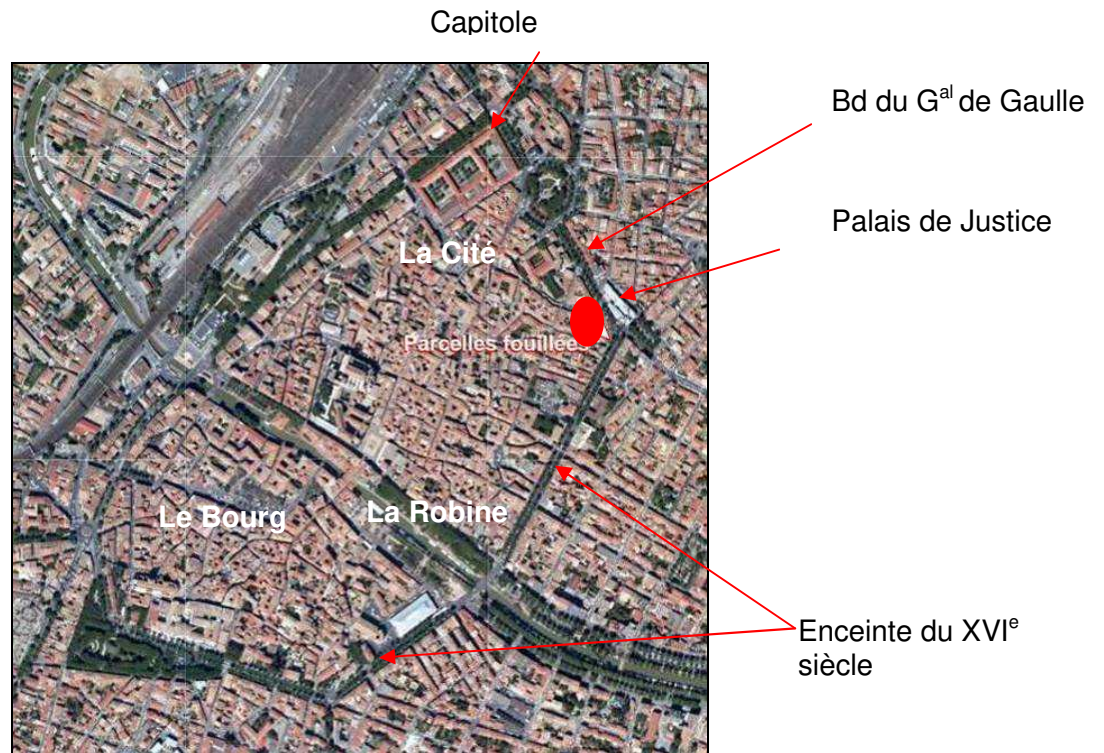 Capitole
Bd du Gal de Gaulle
Palais de Justice
La Cité
Parcelles fouillées
Le Bourg
La Robine
Enceinte du XVIe
siècle